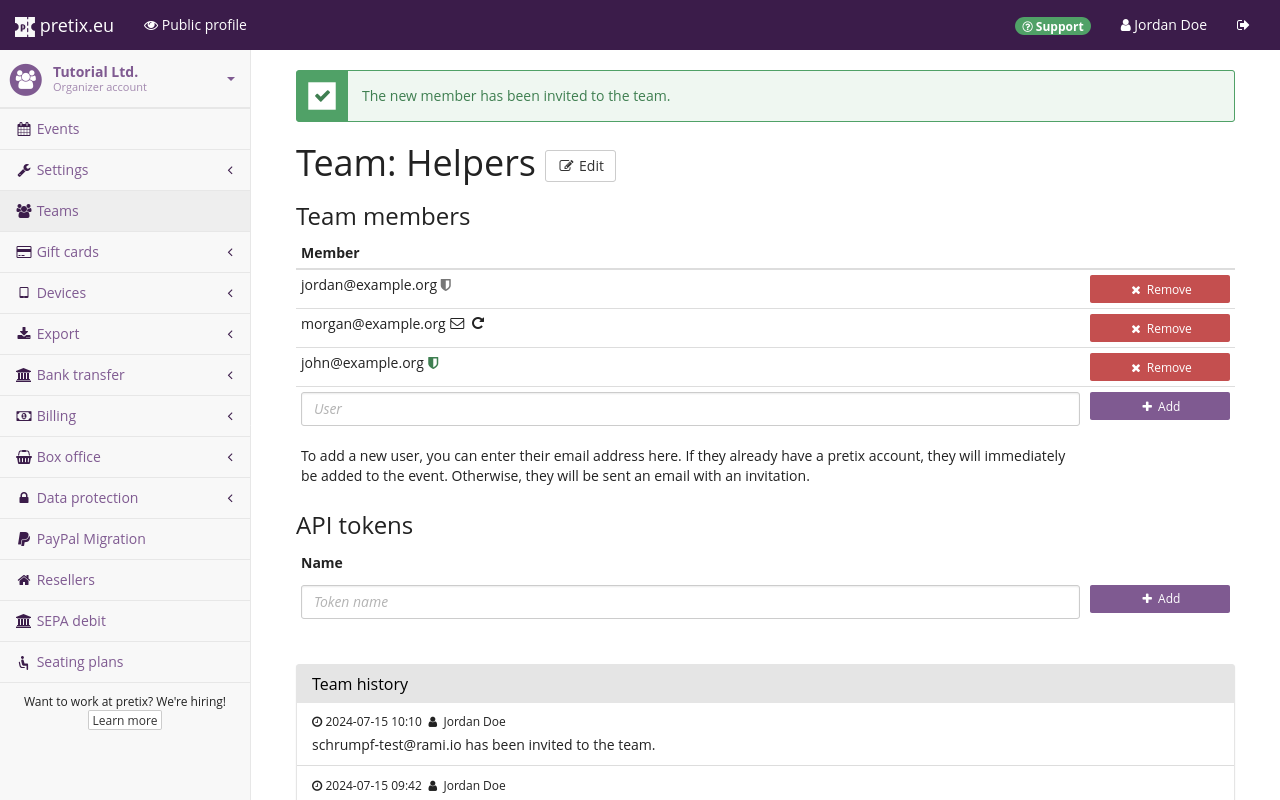 pretix.eu
Public profile
Support
Jordan Doe
Tutorial Ltd.
Organizer account
Events
Settings
Teams
Gift cards
Devices
Export
Bank transfer
Billing
Box office
Data protection
PayPal Migration
Resellers
SEPA debit
Seating plans
Want to work at pretix? We're hiring!
Learn more
The new member has been invited to the team.
Team: Helpers
Edit
Team members
Member
jordan@example.org
Remove
morgan@example.org
Remove
john@example.org
Remove
User
Add
To add a new user, you can enter their email address here. If they already have a pretix account, they will immediately
be added to the event. Otherwise, they will be sent an email with an invitation.
API tokens
Name
Token name
Add
Team history
2024-07-15 10:10 Jordan Doe
schrumpf-test@rami.io has been invited to the team.
2024-07-15 09:42 Jordan Doe